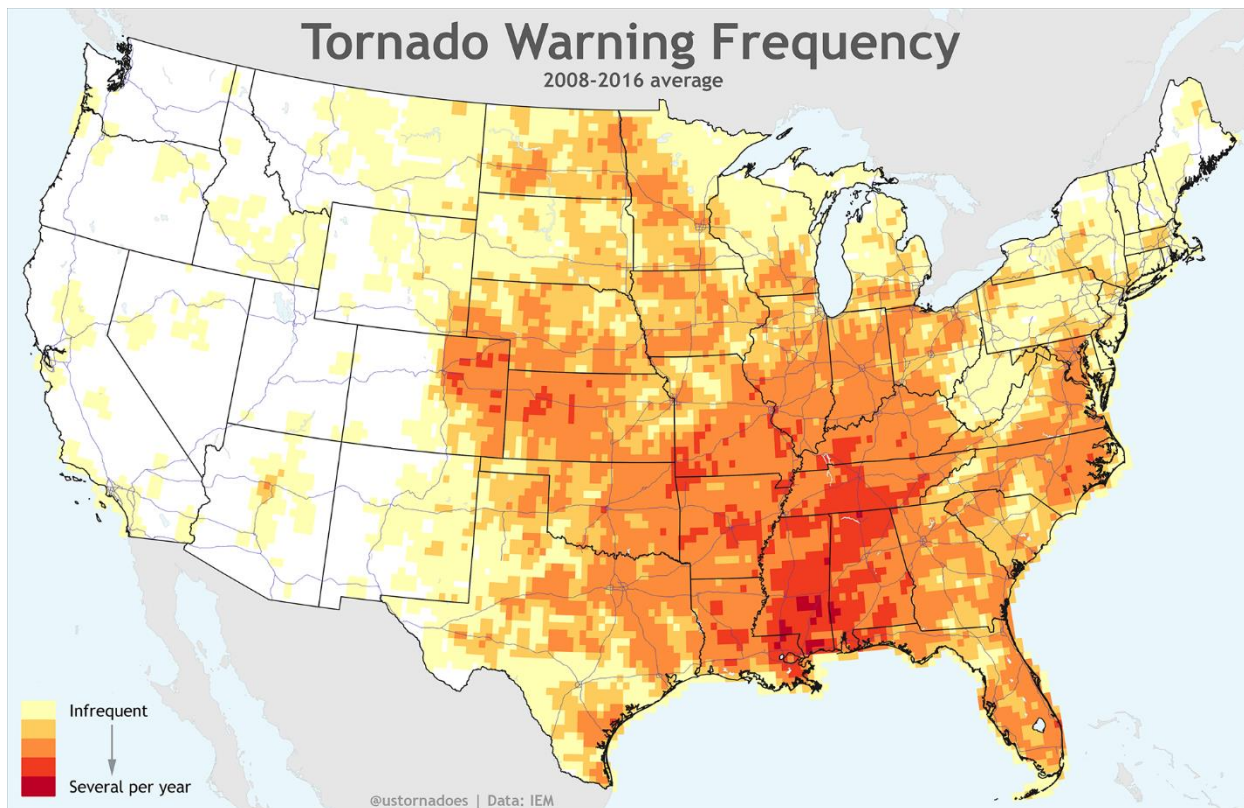 Tornado Warning Frequency
2008-2016 average
Infrequent
Several per year
@ustornadoes | Data: IEM